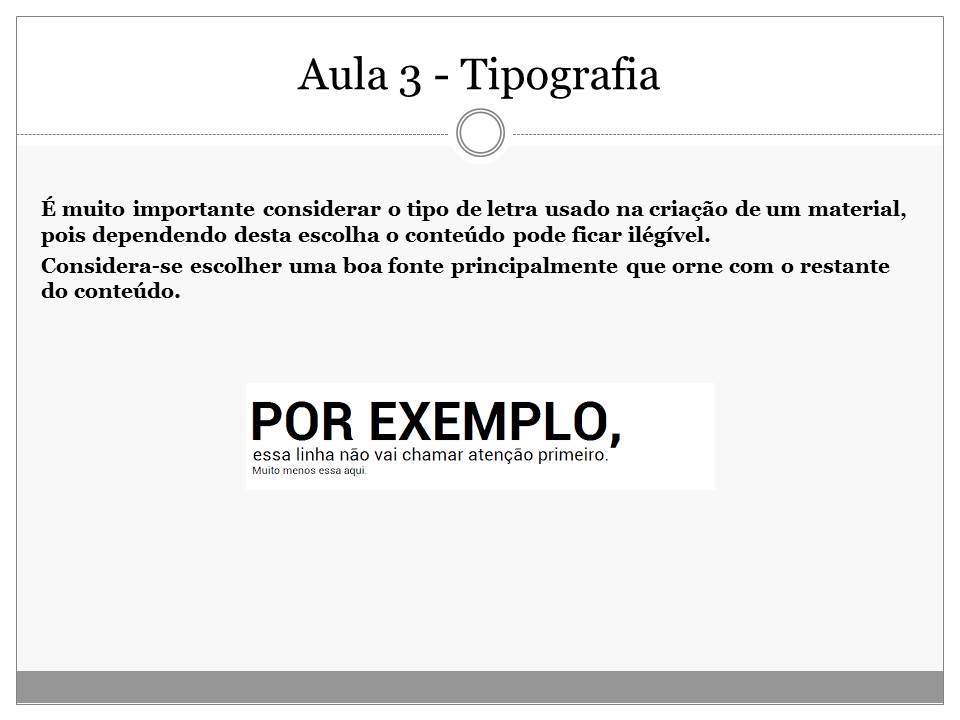 Aula 3 - Tipografia
É muito importante considerar o tipo de letra usado na criação de um material,
pois dependendo desta escolha o conteúdo pode ficar ilégível.
Considera-se escolher uma boa fonte principalmente que orne com o restante
do conteúdo.
POR EXEMPLO,
essa linha não vai chamar atenção primeiro.
Muito menos essa aqui.